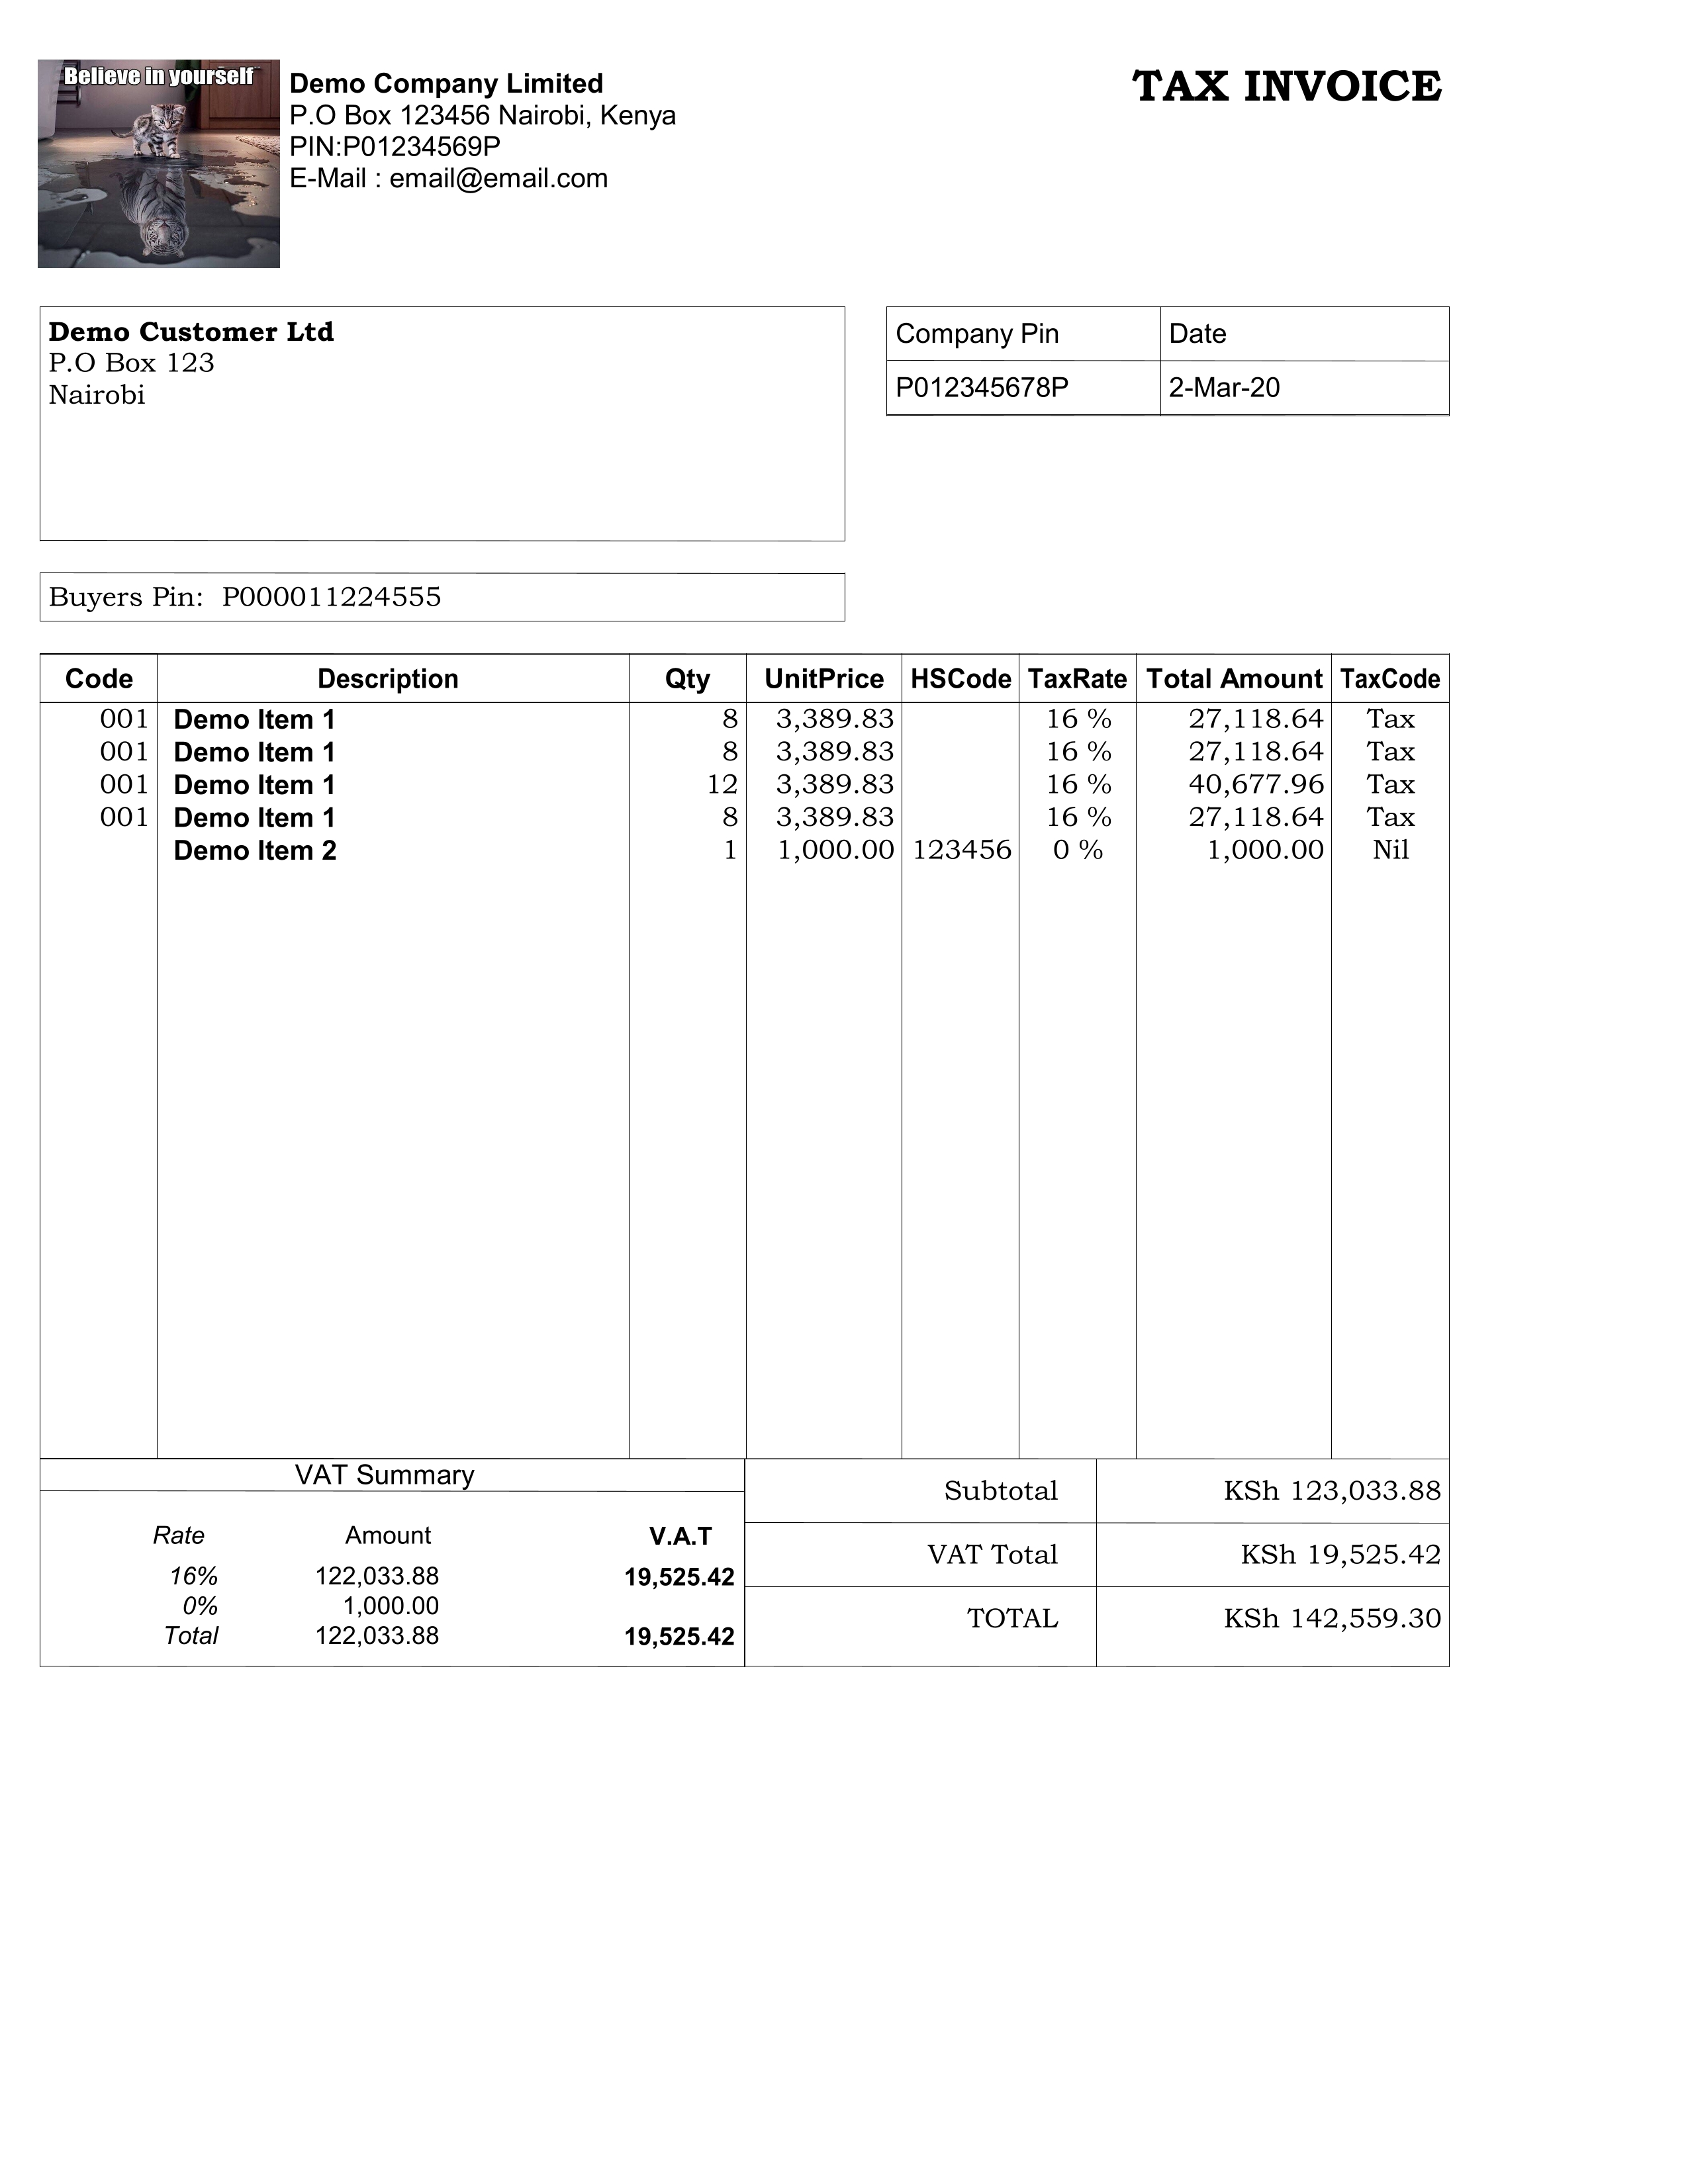 Believe in yourself
Demo Company Limited
P.O Box 123456 Nairobi, Kenya
PIN:P01234569P
E-Mail : email@email.com
TAX INVOICE
Demo Customer Ltd
P.O Box 123
Nairobi
Company Pin Date
P012345678P 2-Mar-20
Buyers Pin: P000011224555
Code Description Qty UnitPrice HSCode TaxRate Total Amount TaxCode
001 Demo Item 1 8 3,389.83 16 % 27,118.64 Tax
001 Demo Item 1 8 3,389.83 16 % 27,118.64 Tax
001 Demo Item 1 12 3,389.83 16 % 40,677.96 Tax
001 Demo Item 1 8 3,389.83 16 % 27,118.64 Tax
Demo Item 2 1 1,000.00 123456 0 % 1,000.00 Nil
VAT Summary
Rate Amount V.A.T
16% 122,033.88 19,525.42
0% 1,000.00
Total 122,033.88 19,525.42
Subtotal KSh 123,033.88
VAT Total KSh 19,525.42
TOTAL KSh 142,559.30